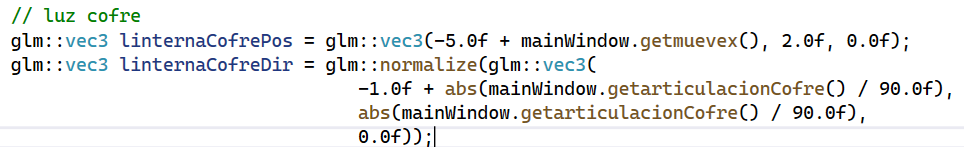 // luz cofre
glm::vec3 linternaCofrePos = glm::vec3(-5.0f + mainWindow.getmuevex(), 2.0f, 0.0f);
glm::vec3 linternaCofreDir = glm::normalize(glm::vec3(
-1.0f + abs(mainWindow.getarticulacionCofre() / 90.0f),
abs(mainWindow.getarticulacionCofre() / 90.0f),
0.0f));